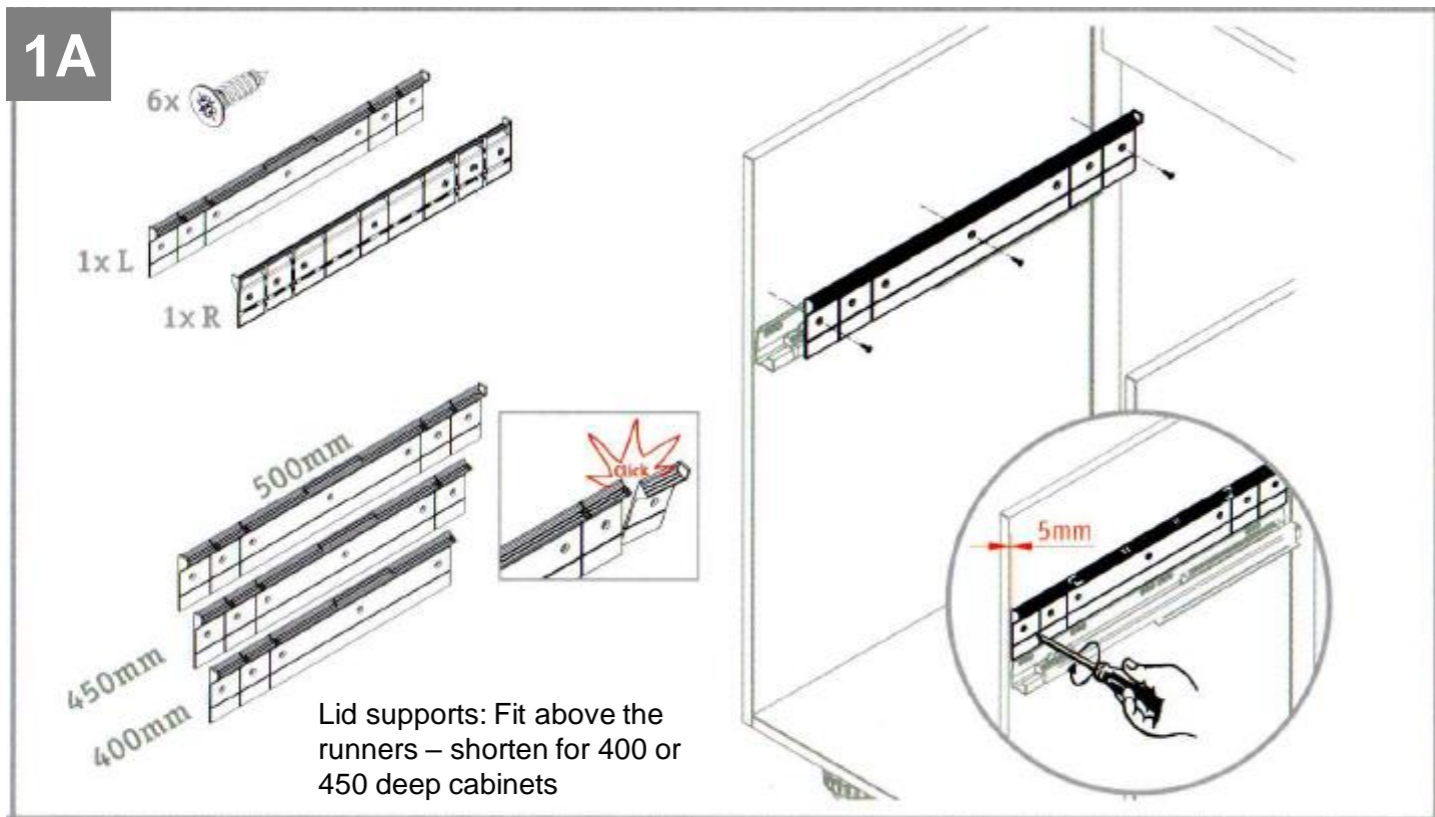 1A
6x
1x L
1x R
500mm
Click
450mm
400mm
Lid supports: Fit above the
runners – shorten for 400 or
450 deep cabinets
5mm